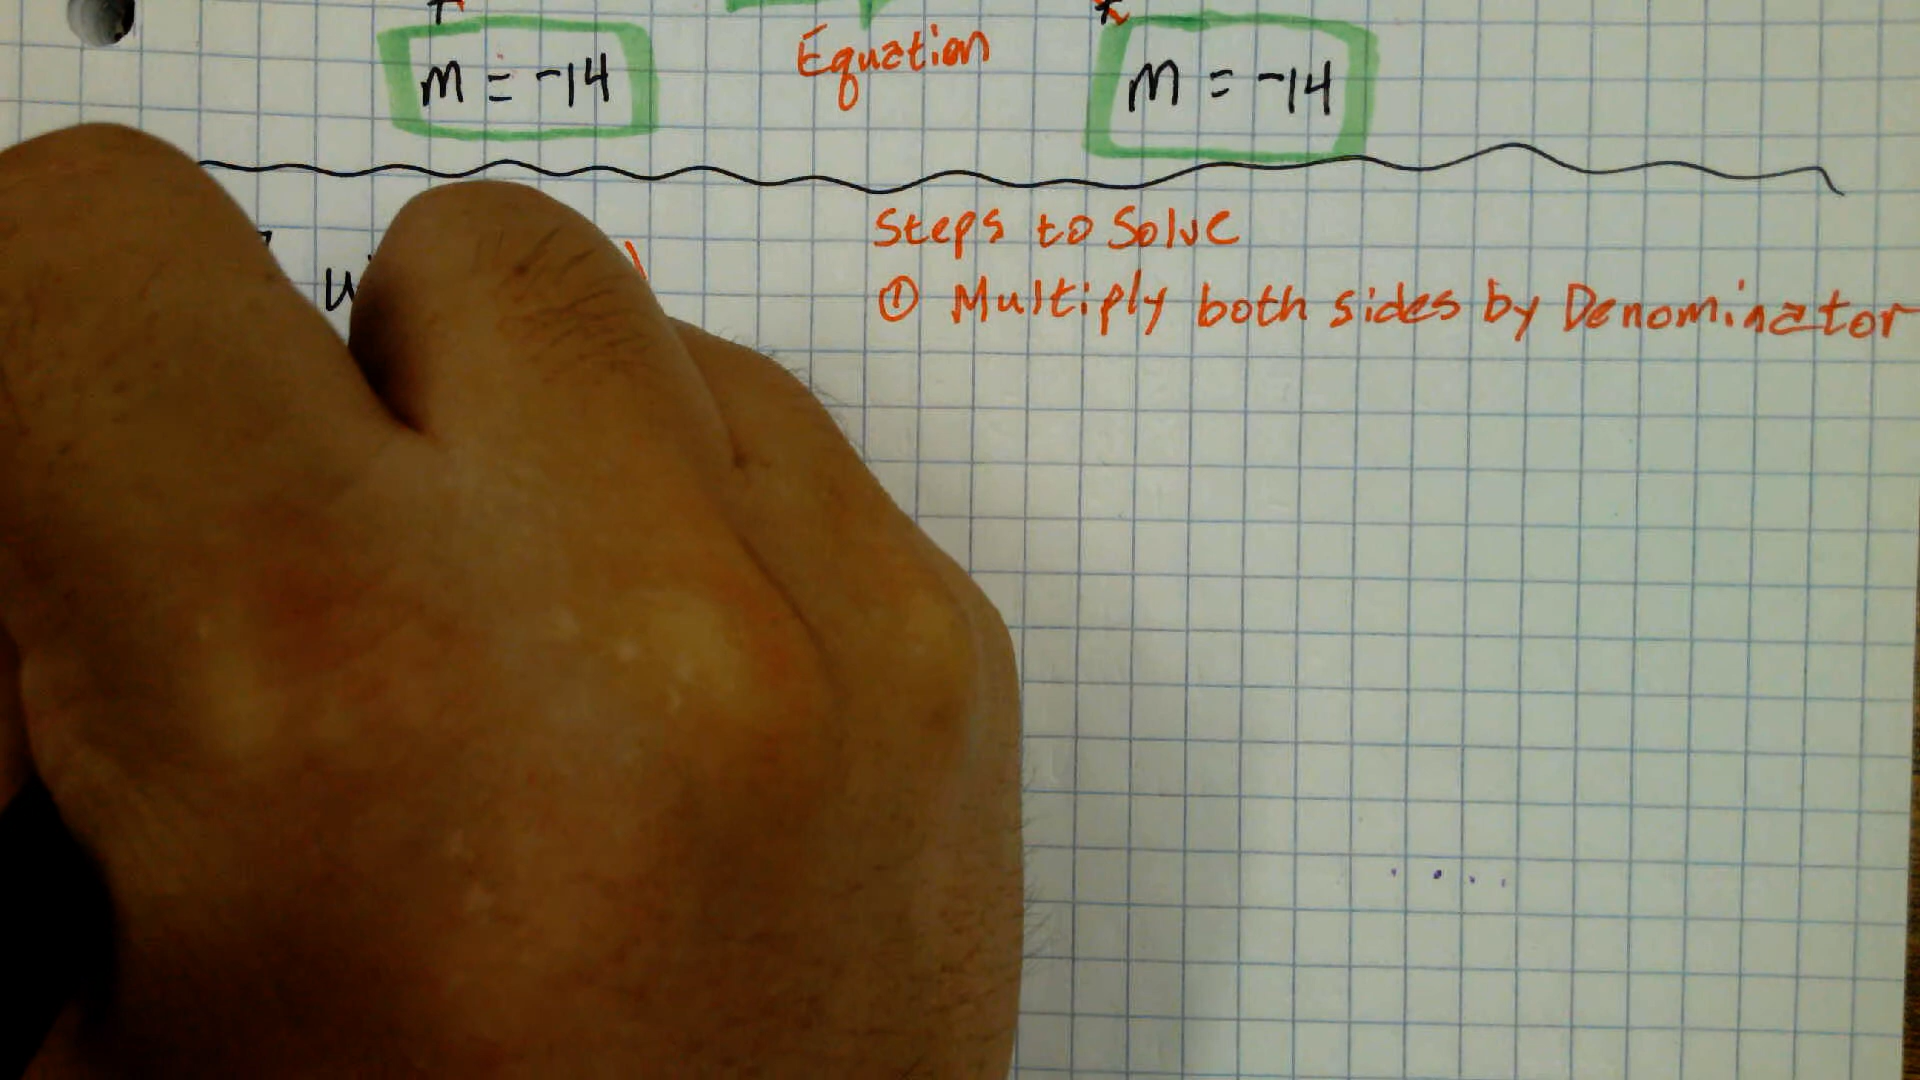 m = -14 Equation m = -14
Steps to Solve
① Multiply both sides by Denominator